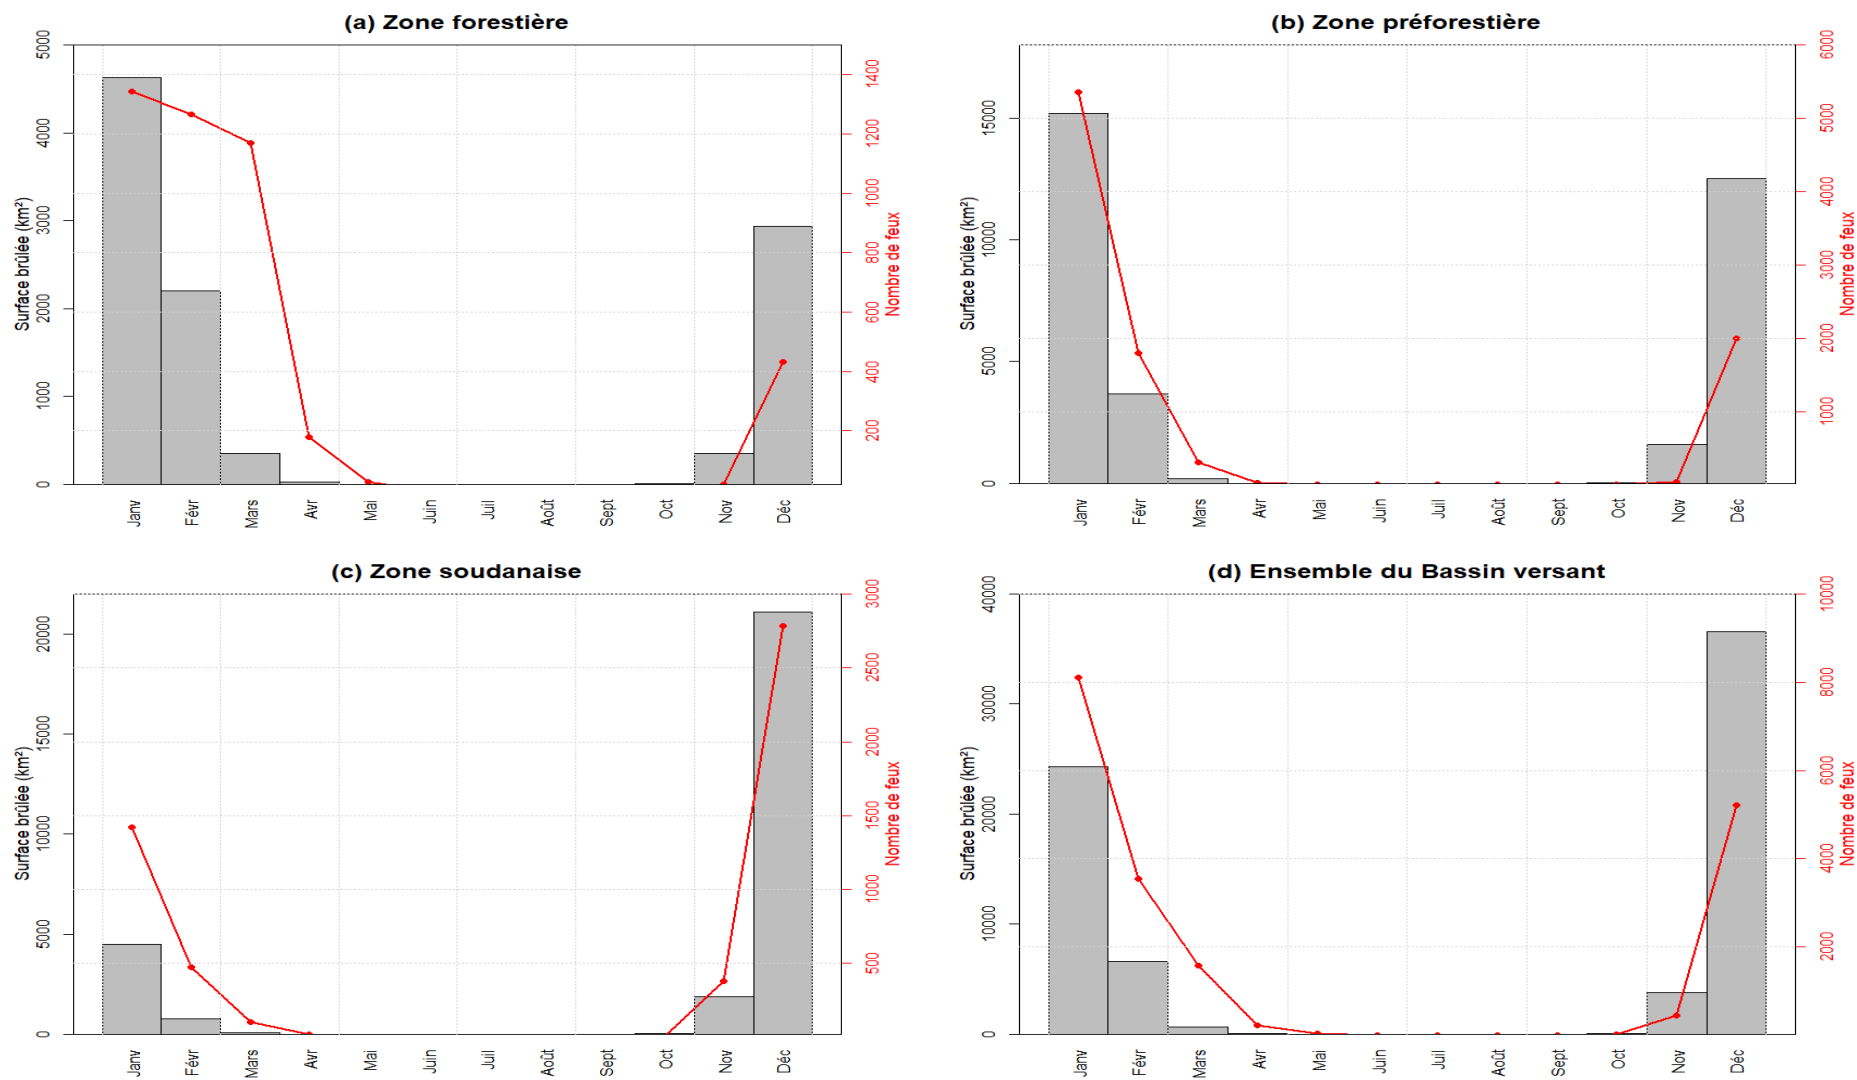 (a) Zone forestière
Surface brûlée (km²)
0 1000 2000 3000 4000 5000
Nombre de feux
200 400 600 800 1000 1200 1400
Janv Févr Mars Avr Mai Juin Juil Août Sept Oct Nov Déc
(b) Zone préforestière
Surface brûlée (km²)
0 5000 10000 15000
Nombre de feux
1000 2000 3000 4000 5000 6000
Janv Févr Mars Avr Mai Juin Juil Août Sept Oct Nov Déc
(c) Zone soudanaise
Surface brûlée (km²)
0 5000 10000 15000 20000
Nombre de feux
500 1000 1500 2000 2500 3000
Janv Févr Mars Avr Mai Juin Juil Août Sept Oct Nov Déc
(d) Ensemble du Bassin versant
Surface brûlée (km²)
0 10000 20000 30000 40000
Nombre de feux
2000 4000 6000 8000 10000
Janv Févr Mars Avr Mai Juin Juil Août Sept Oct Nov Déc